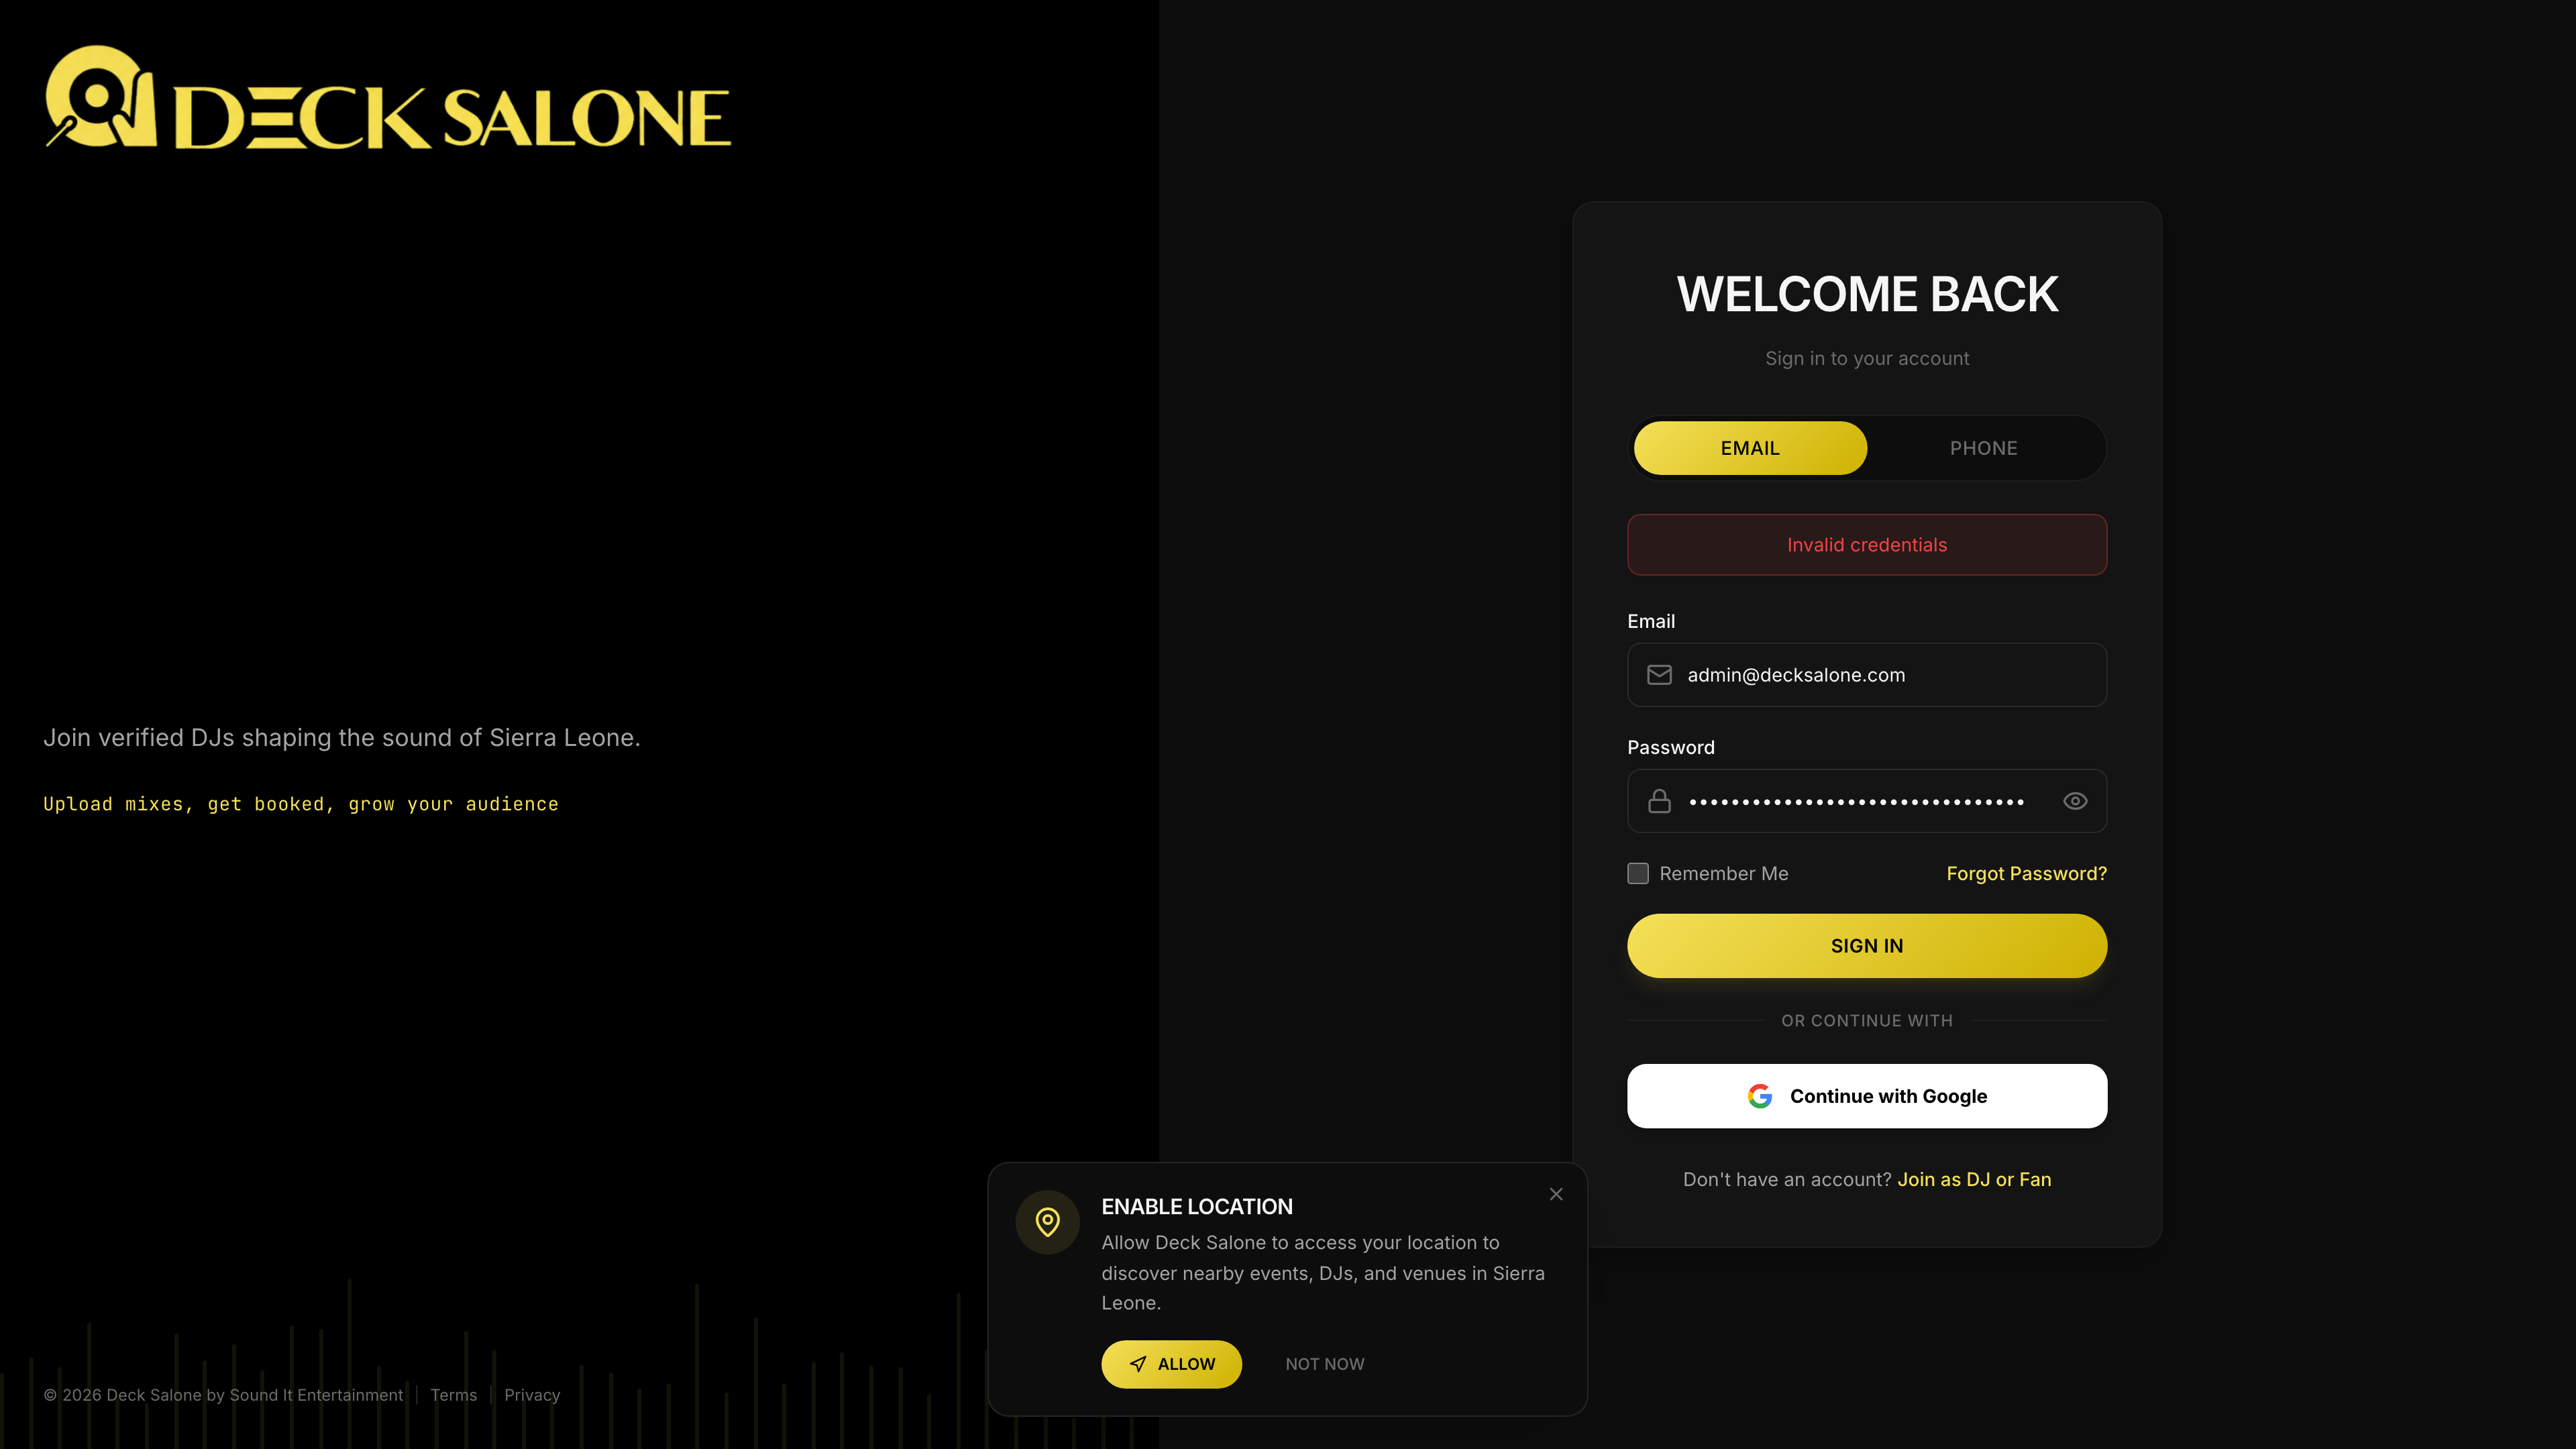 DECK SALONE
Join verified DJs shaping the sound of Sierra Leone.
Upload mixes, get booked, grow your audience
© 2026 Deck Salone by Sound It Entertainment | Terms | Privacy
WELCOME BACK
Sign in to your account
EMAIL PHONE
Invalid credentials
Email
admin@decksalone.com
Password
••••••••••••••••••••••••••••••••
Remember Me Forgot Password?
SIGN IN
OR CONTINUE WITH
Continue with Google
Don't have an account? Join as DJ or Fan
ENABLE LOCATION
Allow Deck Salone to access your location to
discover nearby events, DJs, and venues in Sierra
Leone.
ALLOW NOT NOW